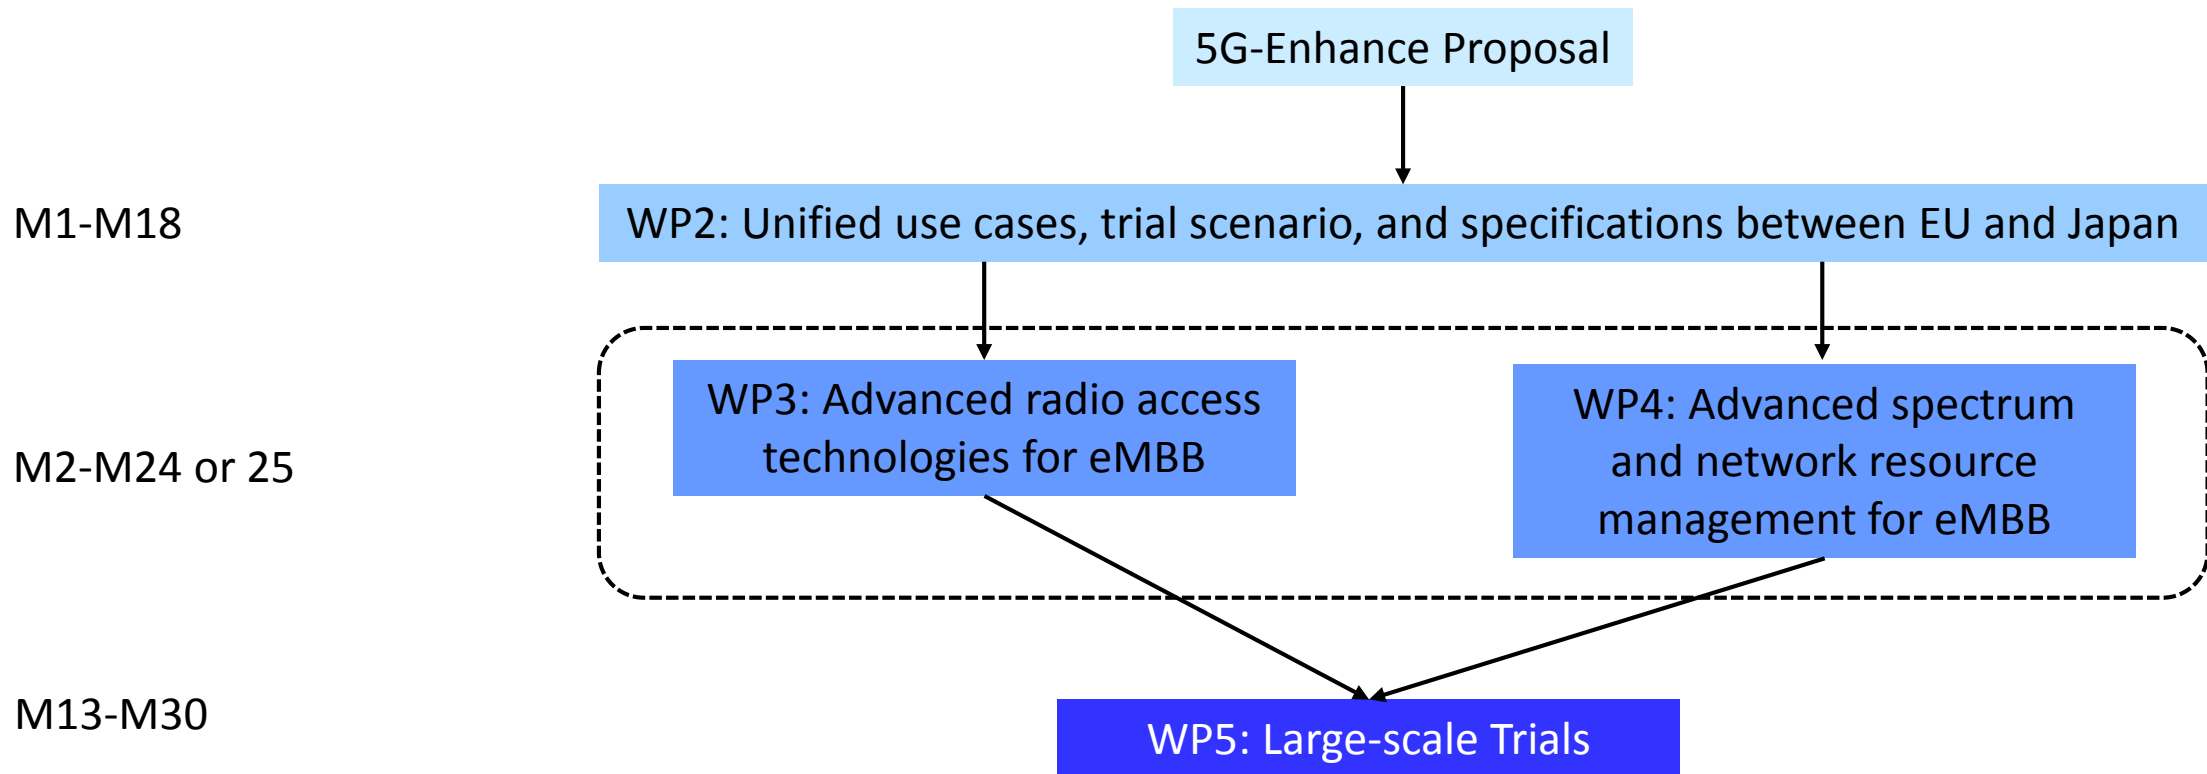 5G-Enhance Proposal
M1-M18
WP2: Unified use cases, trial scenario, and specifications between EU and Japan
M2-M24 or 25
WP3: Advanced radio access
technologies for eMBB
WP4: Advanced spectrum
and network resource
management for eMBB
M13-M30
WP5: Large-scale Trials